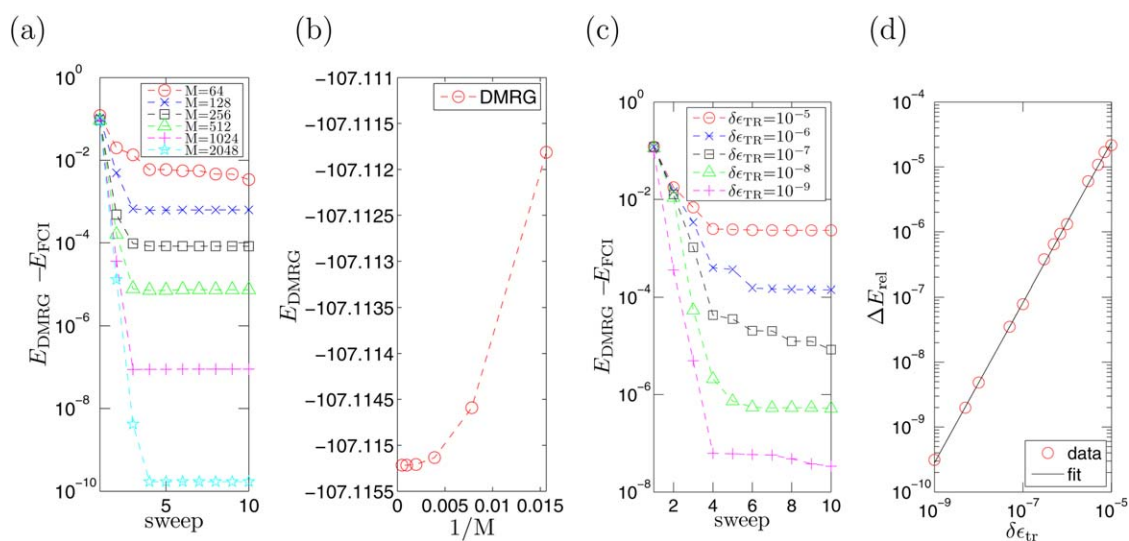 (a)
10^0
10^−2
10^−4
10^−6
10^−8
10^−10
E_DMRG −E_FCI
M=64
M=128
M=256
M=512
M=1024
M=2048
5 10
sweep
(b)
−107.111
−107.1115
−107.112
−107.1125
−107.113
−107.1135
−107.114
−107.1145
−107.115
−107.1155
E_DMRG
DMRG
0 0.005 0.01 0.015
1/M
(c)
10^0
10^−2
10^−4
10^−6
10^−8
E_DMRG −E_FCI
δϵ_TR=10^−5
δϵ_TR=10^−6
δϵ_TR=10^−7
δϵ_TR=10^−8
δϵ_TR=10^−9
2 4 6 8 10
sweep
(d)
10^−4
10^−5
10^−6
10^−7
10^−8
10^−9
10^−10
ΔE_rel
data
fit
10^−9 10^−7 10^−5
δϵ_tr